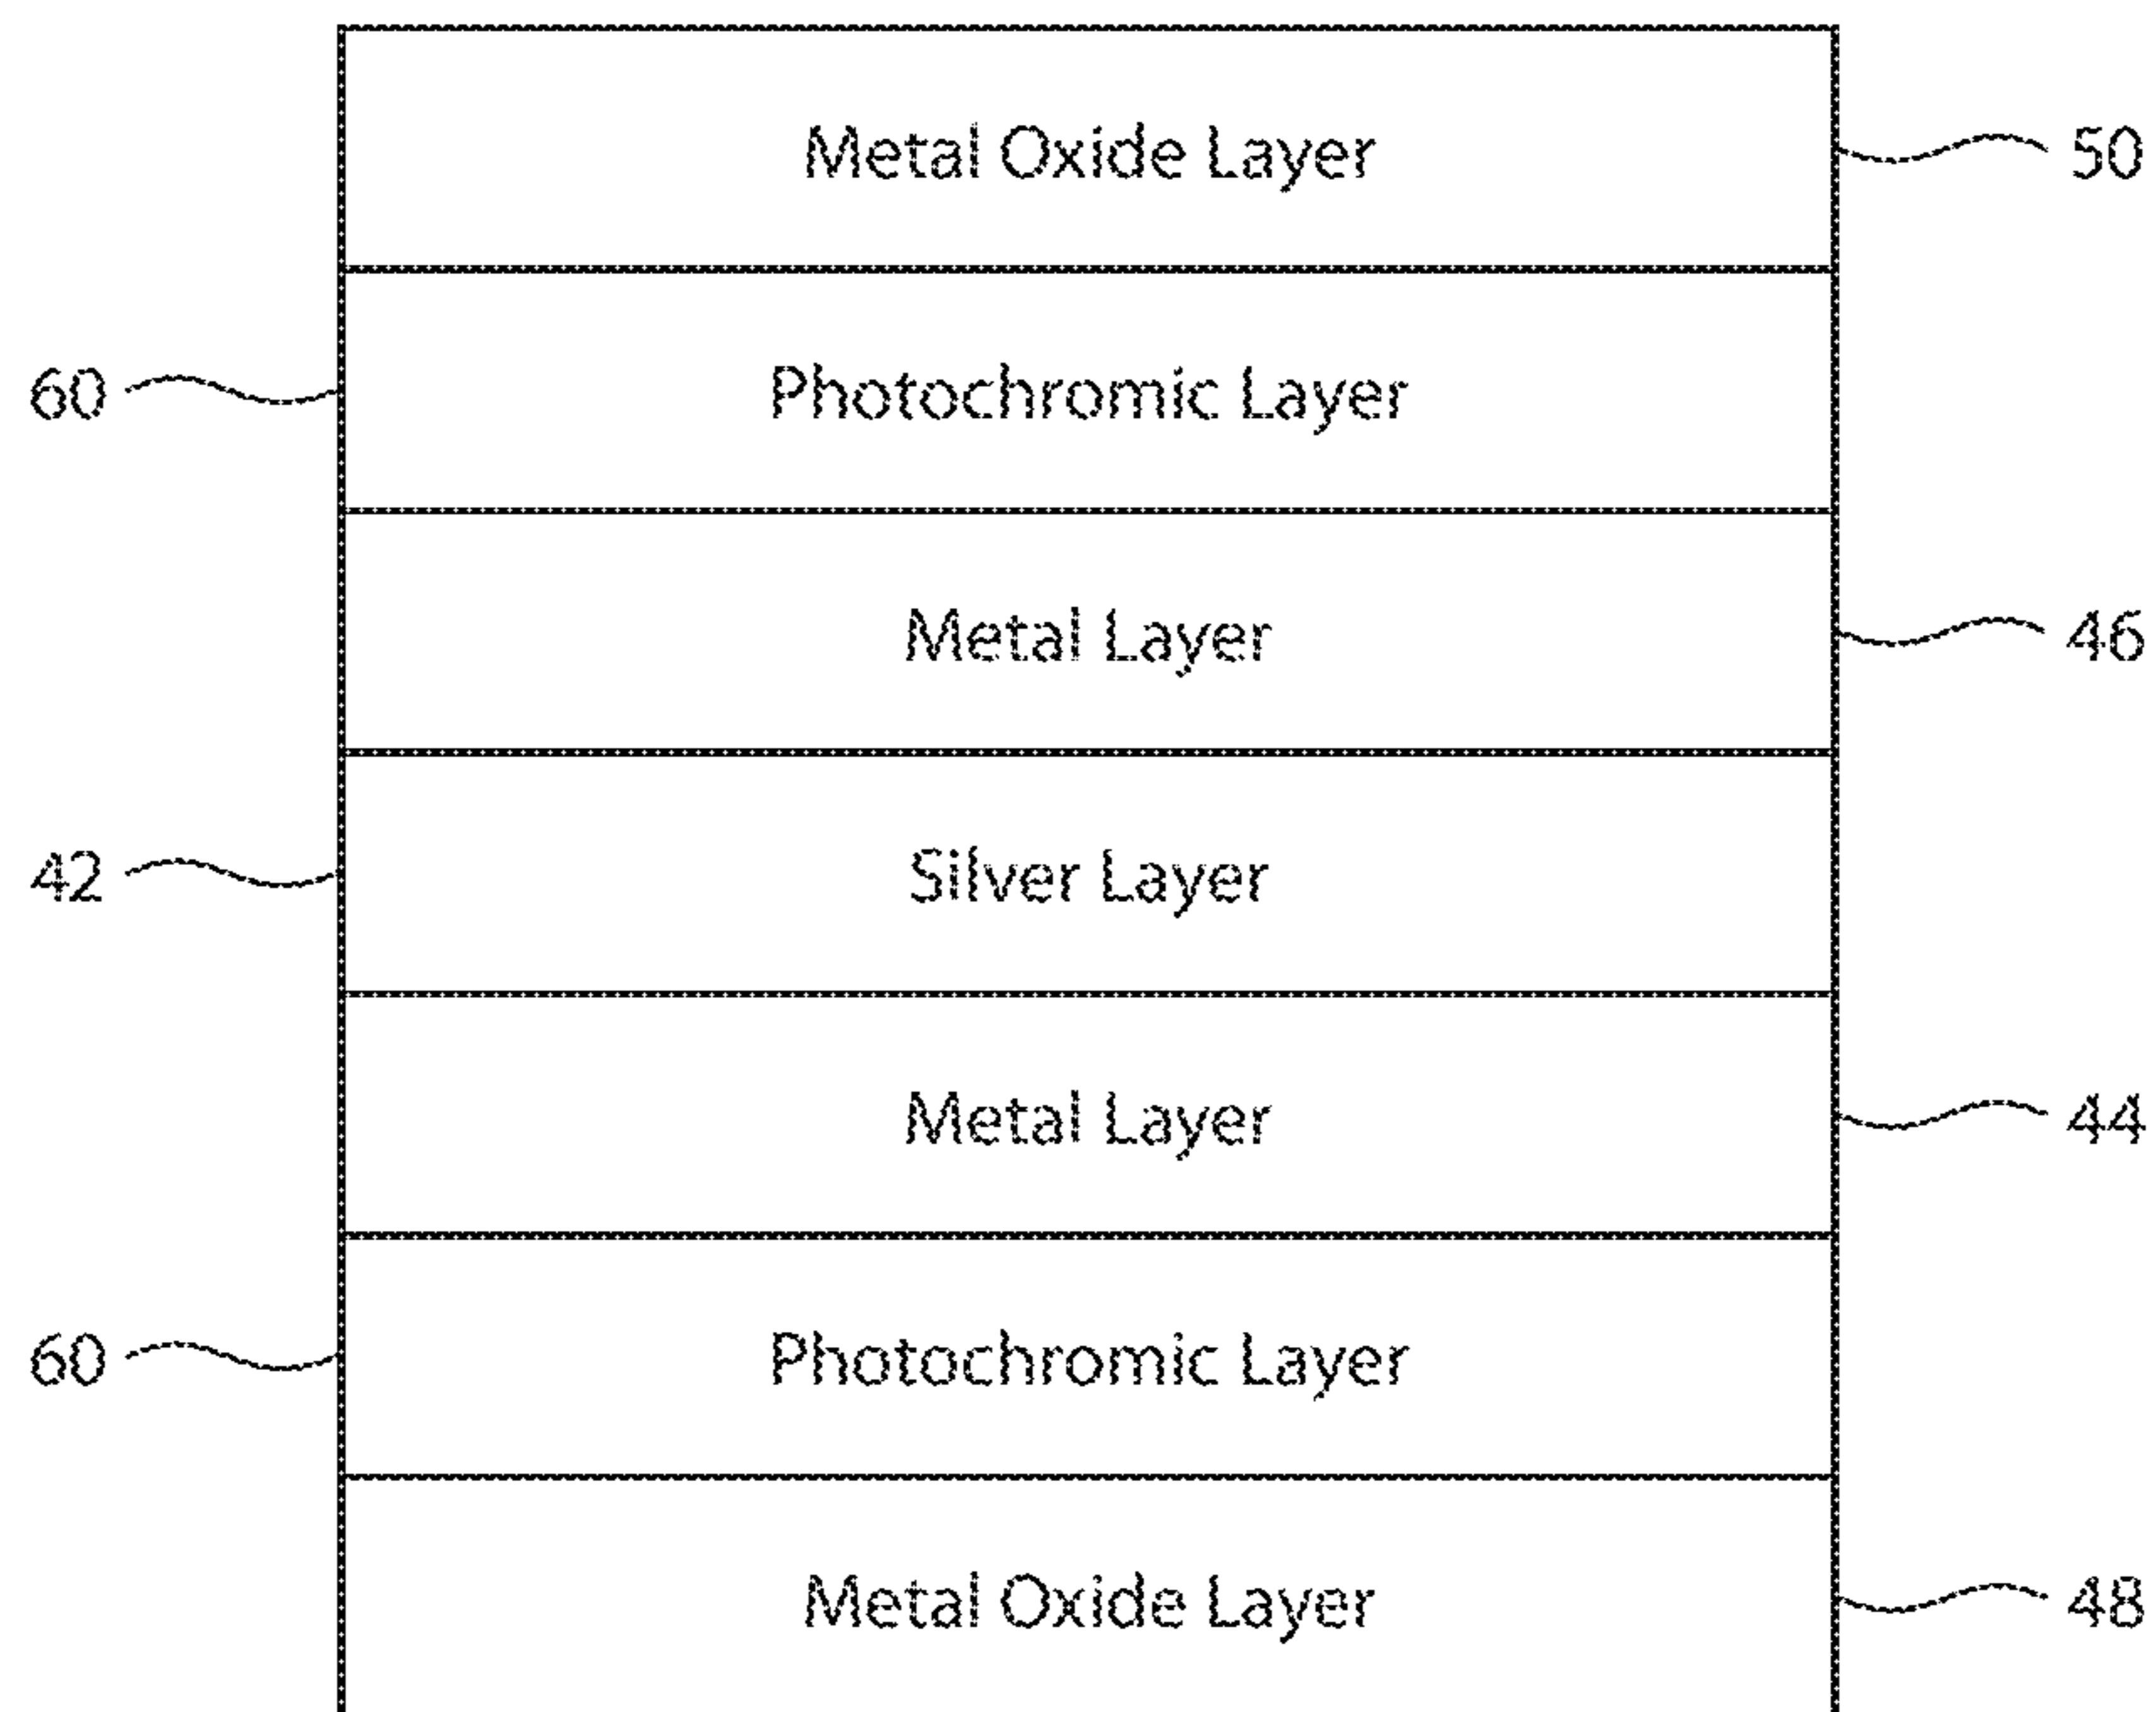 Metal Oxide Layer 50
60 Photochromic Layer
Metal Layer 46
42 Silver Layer
Metal Layer 44
60 Photochromic Layer
Metal Oxide Layer 48